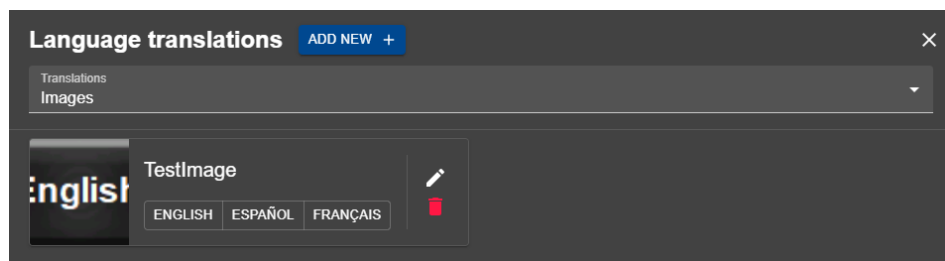 Language translations ADD NEW +
Translations
Images
English
TestImage
ENGLISH ESPAÑOL FRANÇAIS